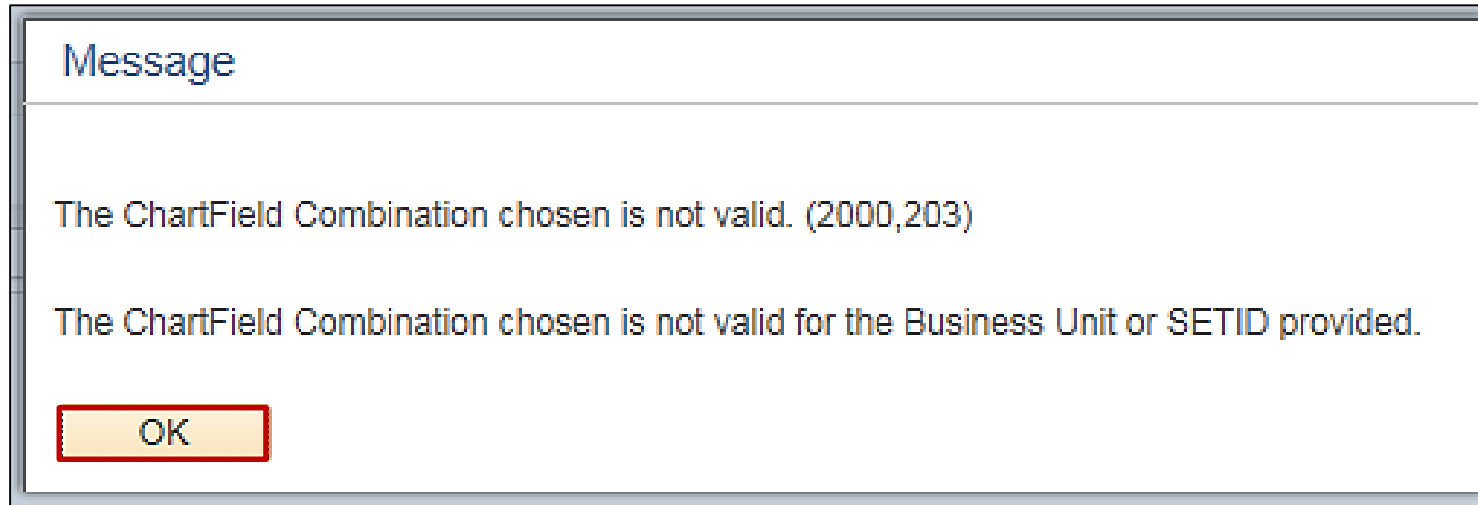 Message
The ChartField Combination chosen is not valid. (2000,203)
The ChartField Combination chosen is not valid for the Business Unit or SETID provided.
OK